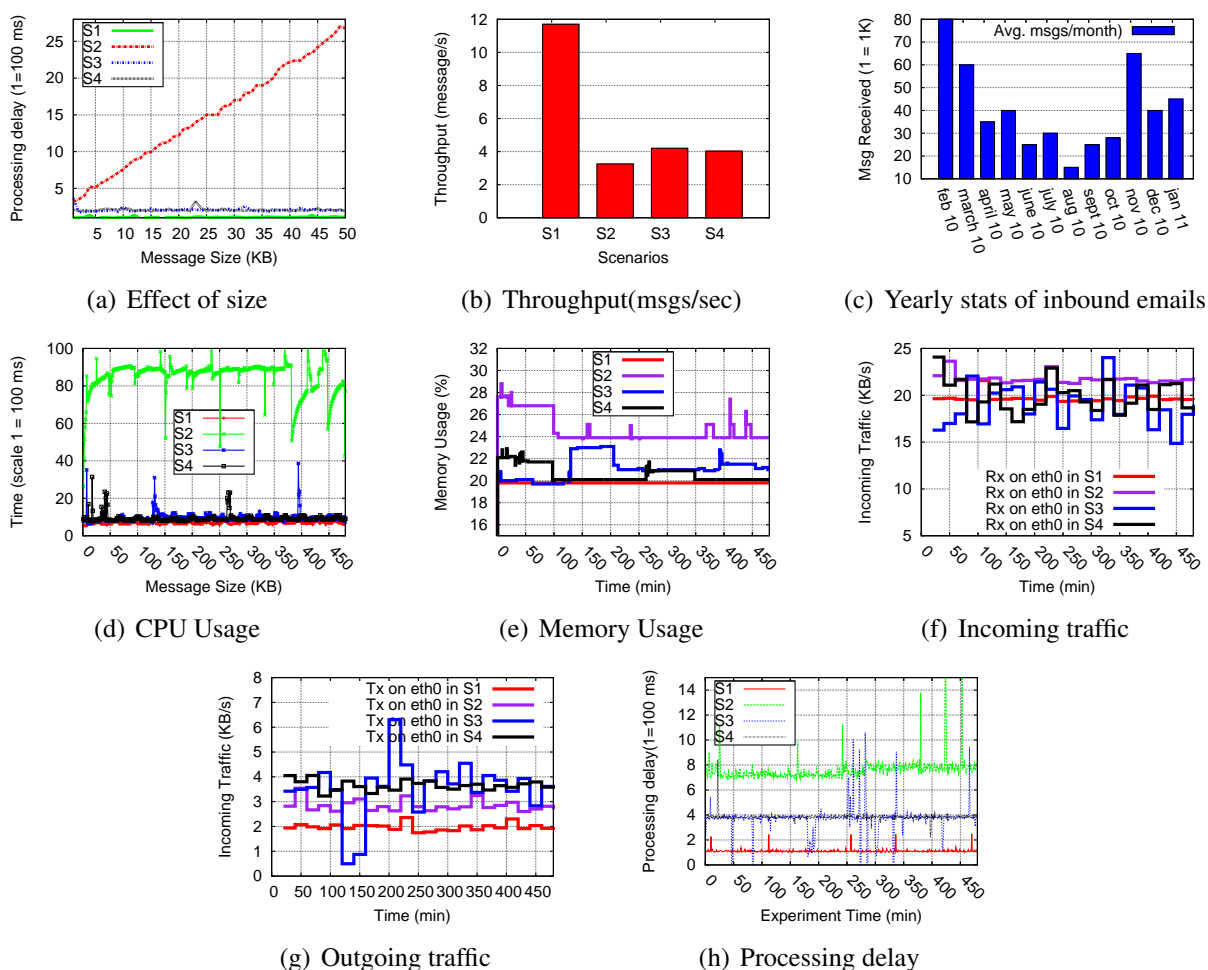 Processing delay (1=100 ms)
25
20
15
10
5
S1
S2
S3
S4
5 10 15 20 25 30 35 40 45 50
Message Size (KB)
(a) Effect of size
Throughput (message/s)
12
10
8
6
4
2
0
S1 S2 S3 S4
Scenarios
(b) Throughput(msgs/sec)
Msg Received (1 = 1K)
80
70
60
50
40
30
20
10
Avg. msgs/month)
feb 10
march 10
april 10
may 10
june 10
july 10
aug 10
sept 10
oct 10
nov 10
dec 10
jan 11
(c) Yearly stats of inbound emails
Time (scale 1 = 100 ms)
100
80
60
40
20
0
S1
S2
S3
S4
0 50 100 150 200 250 300 350 400 450
Message Size (KB)
(d) CPU Usage
Memory Usage (%)
32
30
28
26
24
22
20
18
16
S1
S2
S3
S4
0 50 100 150 200 250 300 350 400 450
Time (min)
(e) Memory Usage
Incoming Traffic (KB/s)
25
20
15
10
5
Rx on eth0 in S1
Rx on eth0 in S2
Rx on eth0 in S3
Rx on eth0 in S4
0 50 100 150 200 250 300 350 400 450
Time (min)
(f) Incoming traffic
Incoming Traffic (KB/s)
8
7
6
5
4
3
2
1
0
Tx on eth0 in S1
Tx on eth0 in S2
Tx on eth0 in S3
Tx on eth0 in S4
0 50 100 150 200 250 300 350 400 450
Time (min)
(g) Outgoing traffic
Processing delay(1=100 ms)
14
12
10
8
6
4
2
0
S1
S2
S3
S4
0 50 100 150 200 250 300 350 400 450
Experiment Time (min)
(h) Processing delay